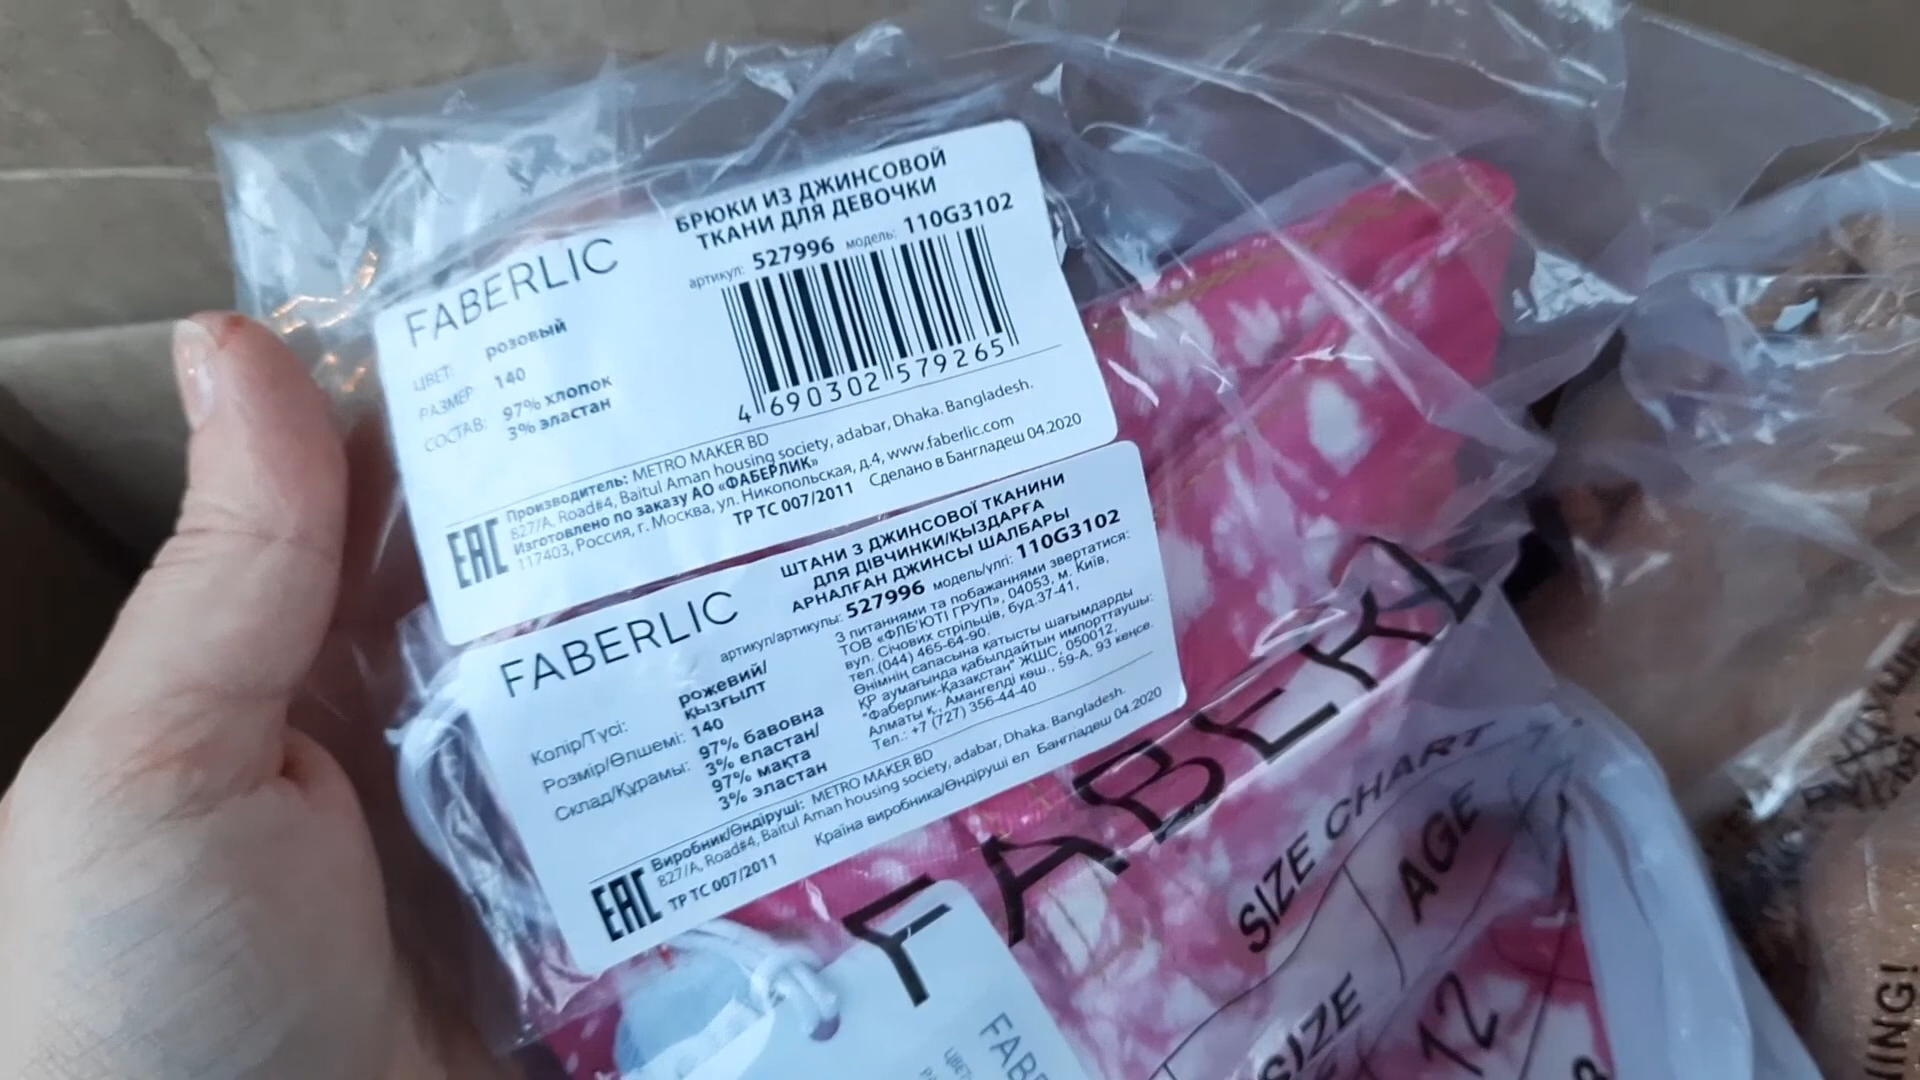 FABERLIC
БРЮКИ ИЗ ДЖИНСОВОЙ
ТКАНИ ДЛЯ ДЕВОЧКИ
артикул: 527996 модель: 110G3102
ЦВЕТ: розовый
РАЗМЕР: 140
СОСТАВ: 97% хлопок
3% эластан
4 690302 579265
Производитель: METRO MAKER BD
827/A, Road#4, Baitul Aman housing society, adabar, Dhaka. Bangladesh.
Изготовлено по заказу АО «ФАБЕРЛИК»
117403, Россия, г. Москва, ул. Никопольская, д.4, www.faberlic.com
EAC ТР ТС 007/2011 Сделано в Бангладеш 04.2020
FABERLIC
ШТАНИ З ДЖИНСОВОЇ ТКАНИНИ
ДЛЯ ДІВЧИНКИ/ҚЫЗДАРҒА
АРНАЛҒАН ДЖИНСЫ ШАЛБАРЫ
артикул/артикулы: 527996 модель/үлгі: 110G3102
Колір/Түсі: рожевий/
қызғылт
Розмір/Өлшемі: 140
Склад/Құрамы: 97% бавовна
3% еластан/
97% мақта
3% эластан
З питаннями та побажаннями звертатися:
ТОВ «ФЛБ'ЮТІ ГРУП», 04053, м. Київ,
вул. Січових стрільців, буд.37-41,
тел.(044) 465-64-90.
Өнімнің сапасына қатысты шағымдарды
ҚР аумағында қабылдайтын импорттаушы:
"Фаберлик-Казахстан" ЖШС, 050012,
Алматы қ., Амангелді көш., 59-А, 93 кеңсе.
Тел.: +7 (727) 356-44-40
Виробник/Өндіруші: METRO MAKER BD
827/A, Road#4, Baitul Aman housing society, adabar, Dhaka. Bangladesh.
Країна виробника/Өндіруші ел Бангладеш 04.2020
EAC ТР ТС 007/2011
FABERL
SIZE CHART
AGE
SIZE
12
FABE
ЦВЕТ